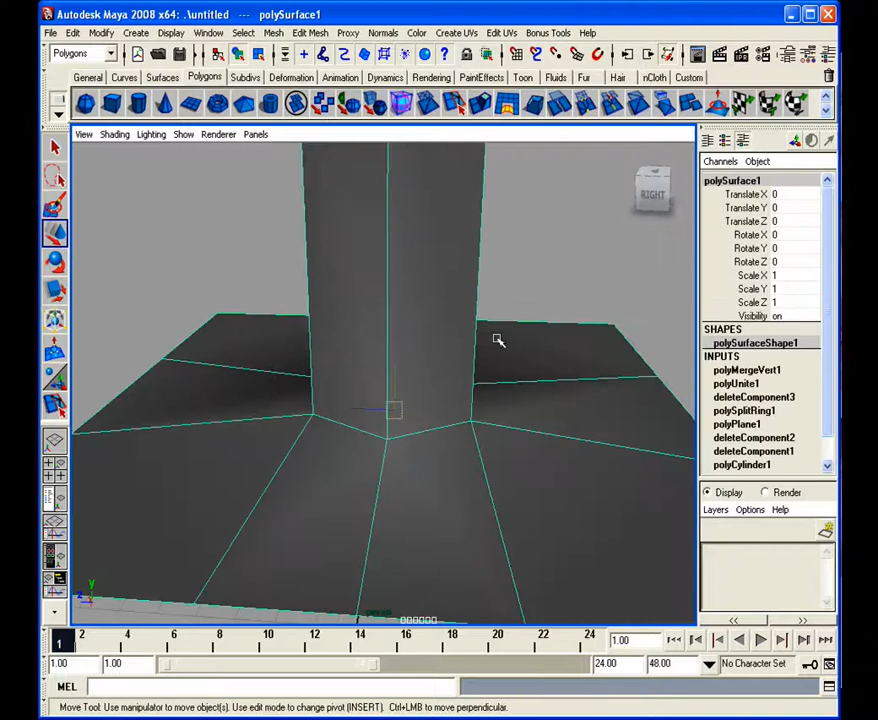 Autodesk Maya 2008 x64: .\untitled --- polySurface1
File Edit Modify Create Display Window Select Mesh Edit Mesh Proxy Normals Color Create UVs Edit UVs Bonus Tools Help
Polygons
General Curves Surfaces Polygons Subdivs Deformation Animation Dynamics Rendering PaintEffects Toon Fluids Fur Hair nCloth Custom
View Shading Lighting Show Renderer Panels
Channels Object
polySurface1
Translate X 0
Translate Y 0
Translate Z 0
Rotate X 0
Rotate Y 0
Rotate Z 0
Scale X 1
Scale Y 1
Scale Z 1
Visibility on
SHAPES
polySurfaceShape1
INPUTS
polyMergeVert1
polyUnite1
deleteComponent3
polySplitRing1
polyPlane1
deleteComponent2
deleteComponent1
polyCylinder1
RIGHT
Display Render
Layers Options Help
y
z
<< >>
1 2 4 6 8 10 12 14 16 18 20 22 24 1.00
1.00 1.00 24.00 48.00 No Character Set
MEL
Move Tool: Use manipulator to move object(s). Use edit mode to change pivot (INSERT). Ctrl+LMB to move perpendicular.